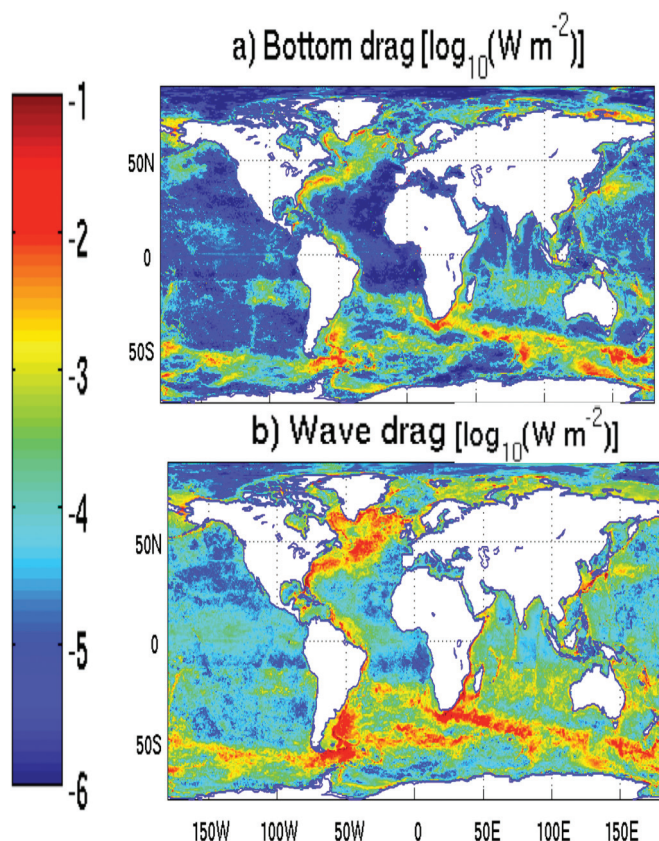 a) Bottom drag [log10(W m-2)]
-1
-2
-3
-4
-5
-6
50N
0
50S
b) Wave drag [log10(W m-2)]
50N
0
50S
150W 100W 50W 0 50E 100E 150E